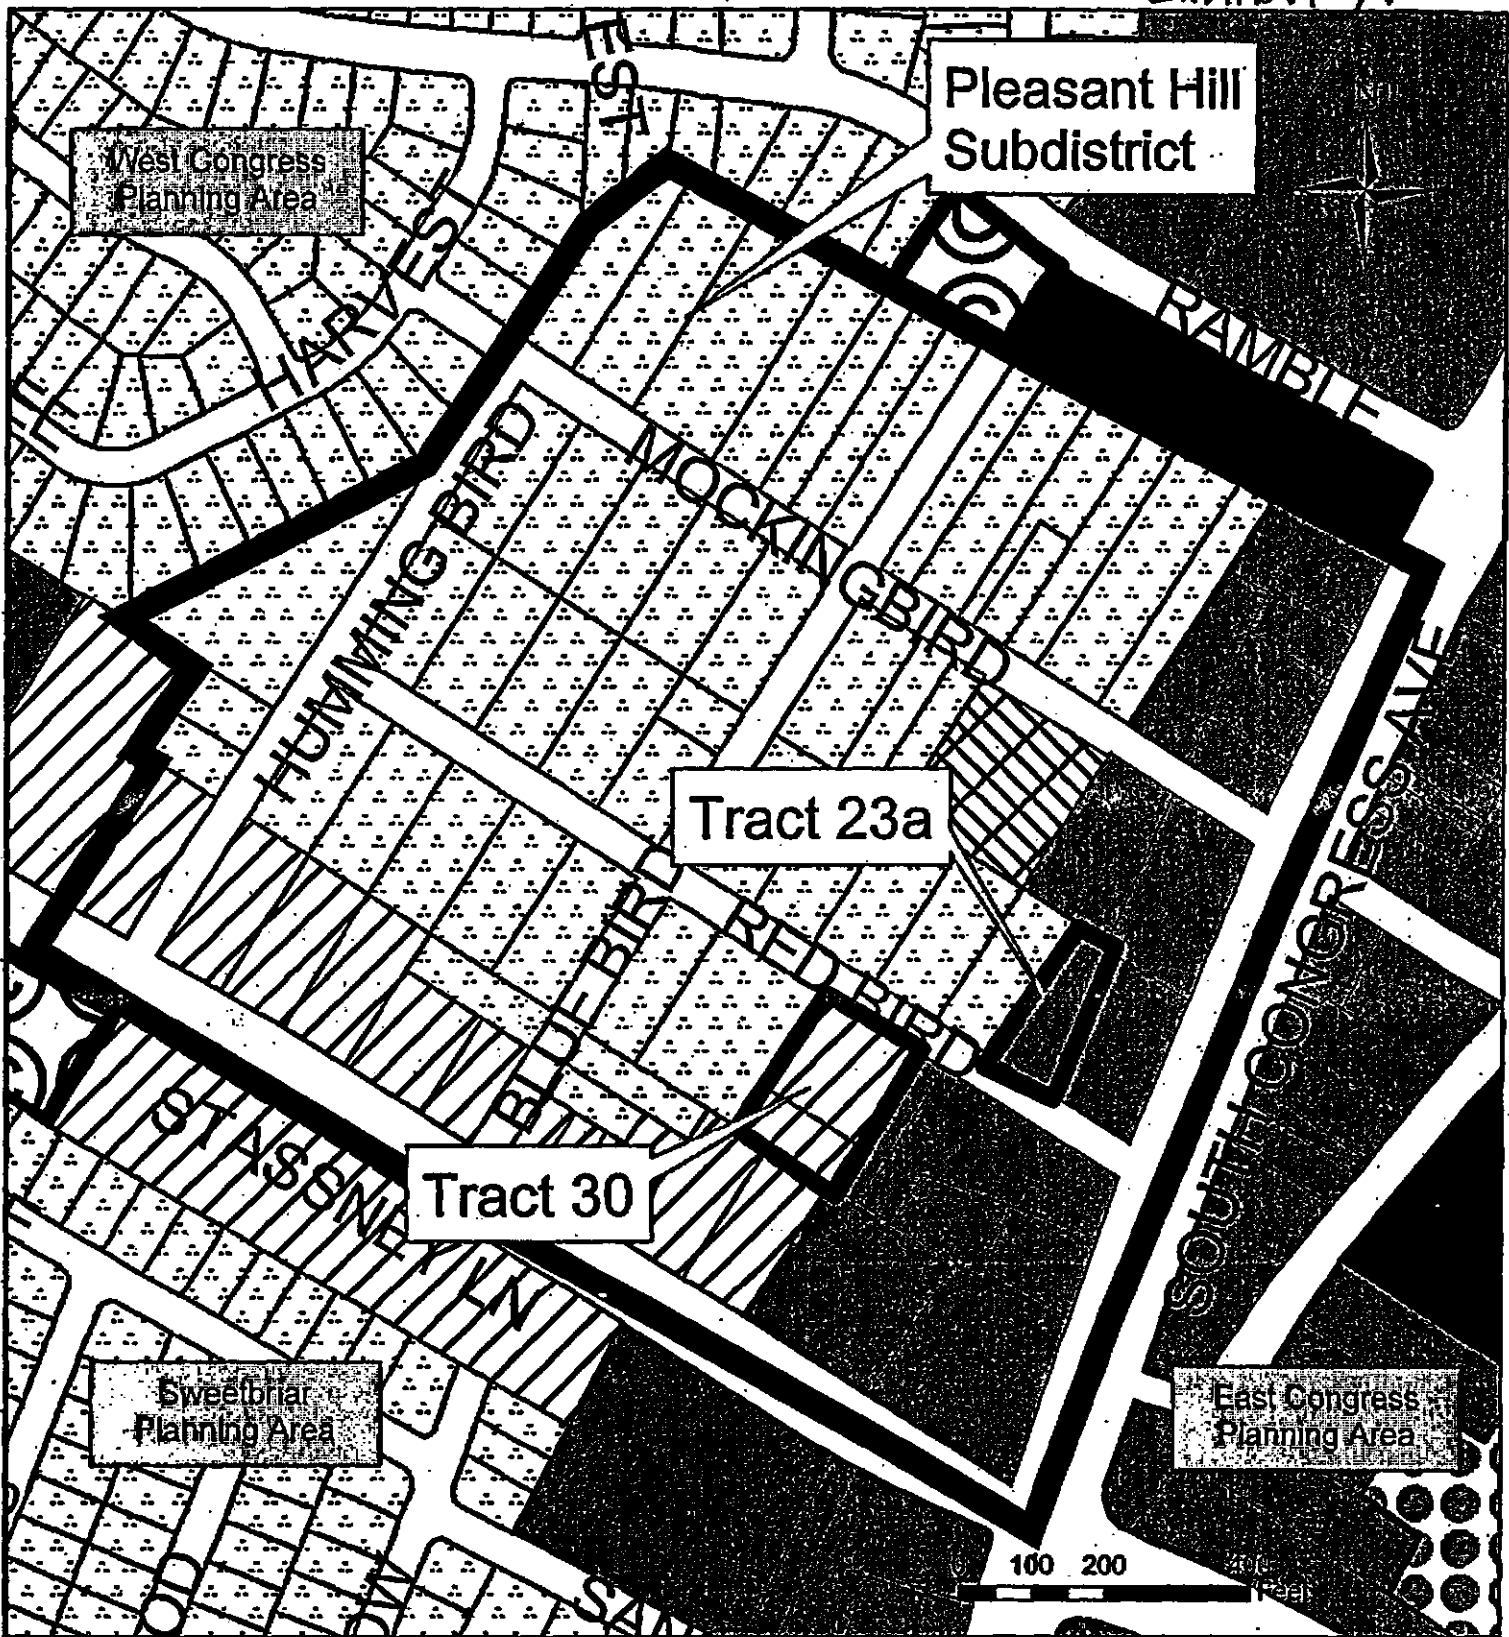 Pleasant Hill
Subdistrict
N
West Congress
Planning Area
HARVEST
RAMBLE
HUMMING BIRD
MOCKINGBIRD
Tract 23a
SOUTH CONGRESS AVE
RED BIRD
BLUE BIRD
STASSNEY LN
Tract 30
Sweetbriar
Planning Area
East Congress
Planning Area
100 200
Feet